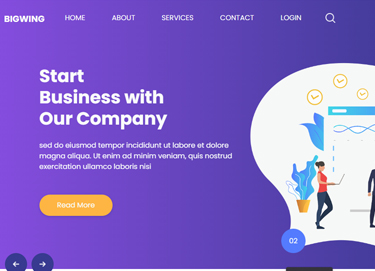 BIGWING HOME ABOUT SERVICES CONTACT LOGIN
Start
Business with
Our Company
sed do eiusmod tempor incididunt ut labore et dolore
magna aliqua. Ut enim ad minim veniam, quis nostrud
exercitation ullamco laboris nisi
Read More
02